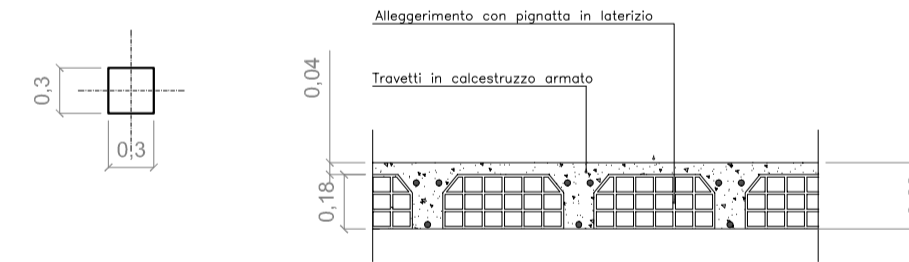 Alleggerimento con pignatta in laterizio
0,04
Travetti in calcestruzzo armato
0,3
0,3
0,18